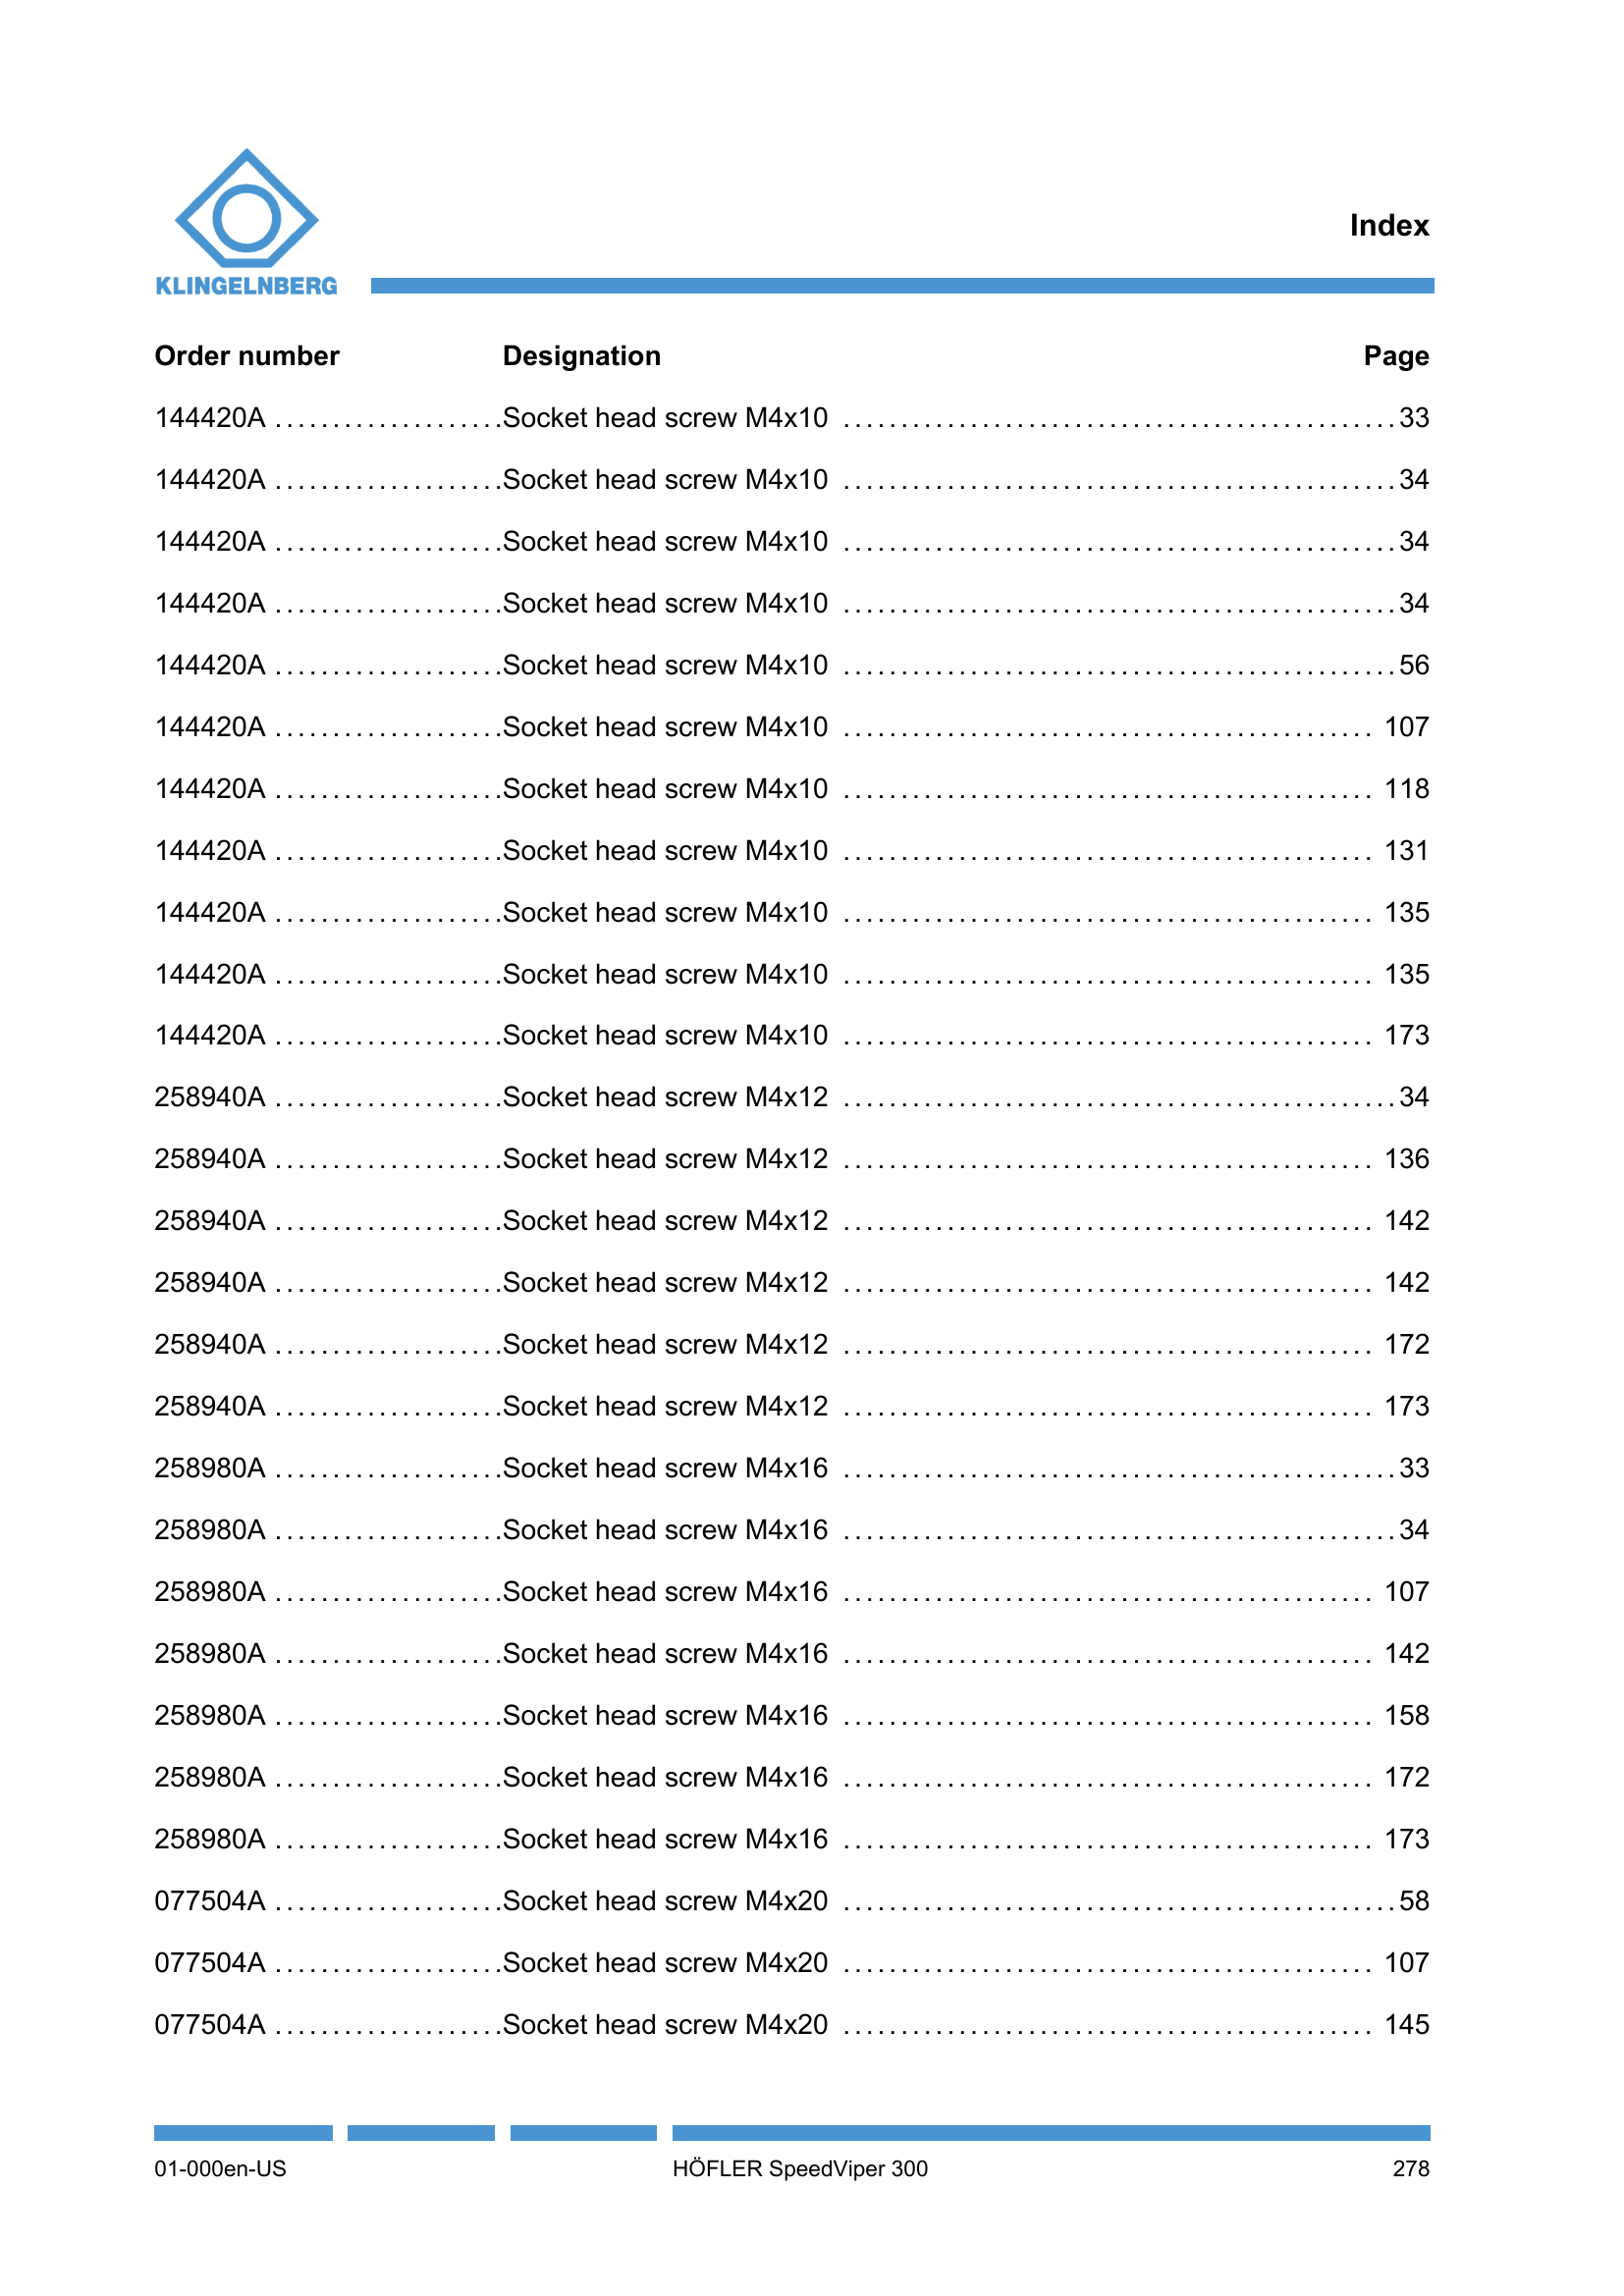 KLINGELNBERG
Index
Order number Designation Page
144420A ....................Socket head screw M4x10 ................................................33
144420A ....................Socket head screw M4x10 ................................................34
144420A ....................Socket head screw M4x10 ................................................34
144420A ....................Socket head screw M4x10 ................................................34
144420A ....................Socket head screw M4x10 ................................................56
144420A ....................Socket head screw M4x10 .............................................. 107
144420A ....................Socket head screw M4x10 .............................................. 118
144420A ....................Socket head screw M4x10 .............................................. 131
144420A ....................Socket head screw M4x10 .............................................. 135
144420A ....................Socket head screw M4x10 .............................................. 135
144420A ....................Socket head screw M4x10 .............................................. 173
258940A ....................Socket head screw M4x12 ................................................34
258940A ....................Socket head screw M4x12 .............................................. 136
258940A ....................Socket head screw M4x12 .............................................. 142
258940A ....................Socket head screw M4x12 .............................................. 142
258940A ....................Socket head screw M4x12 .............................................. 172
258940A ....................Socket head screw M4x12 .............................................. 173
258980A ....................Socket head screw M4x16 ................................................33
258980A ....................Socket head screw M4x16 ................................................34
258980A ....................Socket head screw M4x16 .............................................. 107
258980A ....................Socket head screw M4x16 .............................................. 142
258980A ....................Socket head screw M4x16 .............................................. 158
258980A ....................Socket head screw M4x16 .............................................. 172
258980A ....................Socket head screw M4x16 .............................................. 173
077504A ....................Socket head screw M4x20 ................................................58
077504A ....................Socket head screw M4x20 .............................................. 107
077504A ....................Socket head screw M4x20 .............................................. 145
01-000en-US HÖFLER SpeedViper 300 278